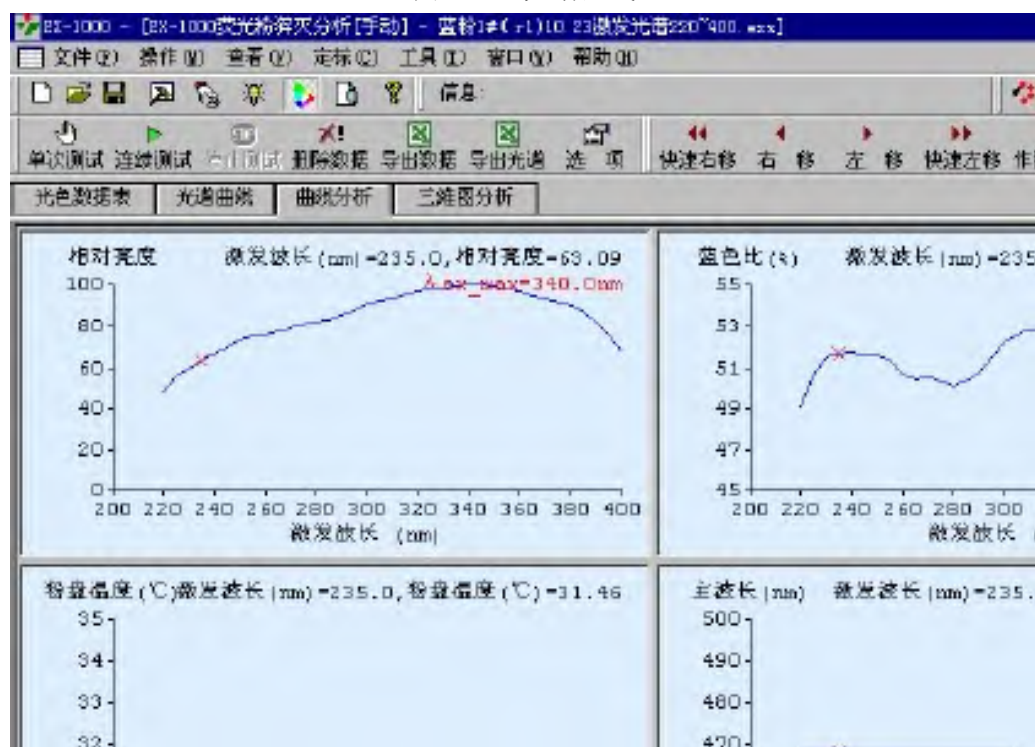 EX-1000 - [EX-1000荧光粉猝灭分析[手动] - 蓝粉1#( r1)10 23激发光谱220~400.exx]
文件(F) 操作(W) 查看(V) 定标(C) 工具(T) 窗口(W) 帮助(H)
信息:
单次测试 连续测试 停止测试 删除数据 导出数据 导出光谱 选 项 快速右移 右 移 左 移 快速左移
光色数据表 光谱曲线 曲线分析 三维图分析
相对亮度 激发波长(nm)=235.0,相对亮度=63.09
λex_max=340.0nm
100
80
60
40
20
0
200 220 240 260 280 300 320 340 360 380 400
激发波长 (nm)
蓝色比(%) 激发波长(nm)=235
55
53
51
49
47
45
200 220 240 260 280 300
激发波长
粉盘温度(℃)激发波长(nm)=235.0,粉盘温度(℃)=31.46
35
34
33
32
主波长(nm) 激发波长(nm)=235.
500
490
480
470